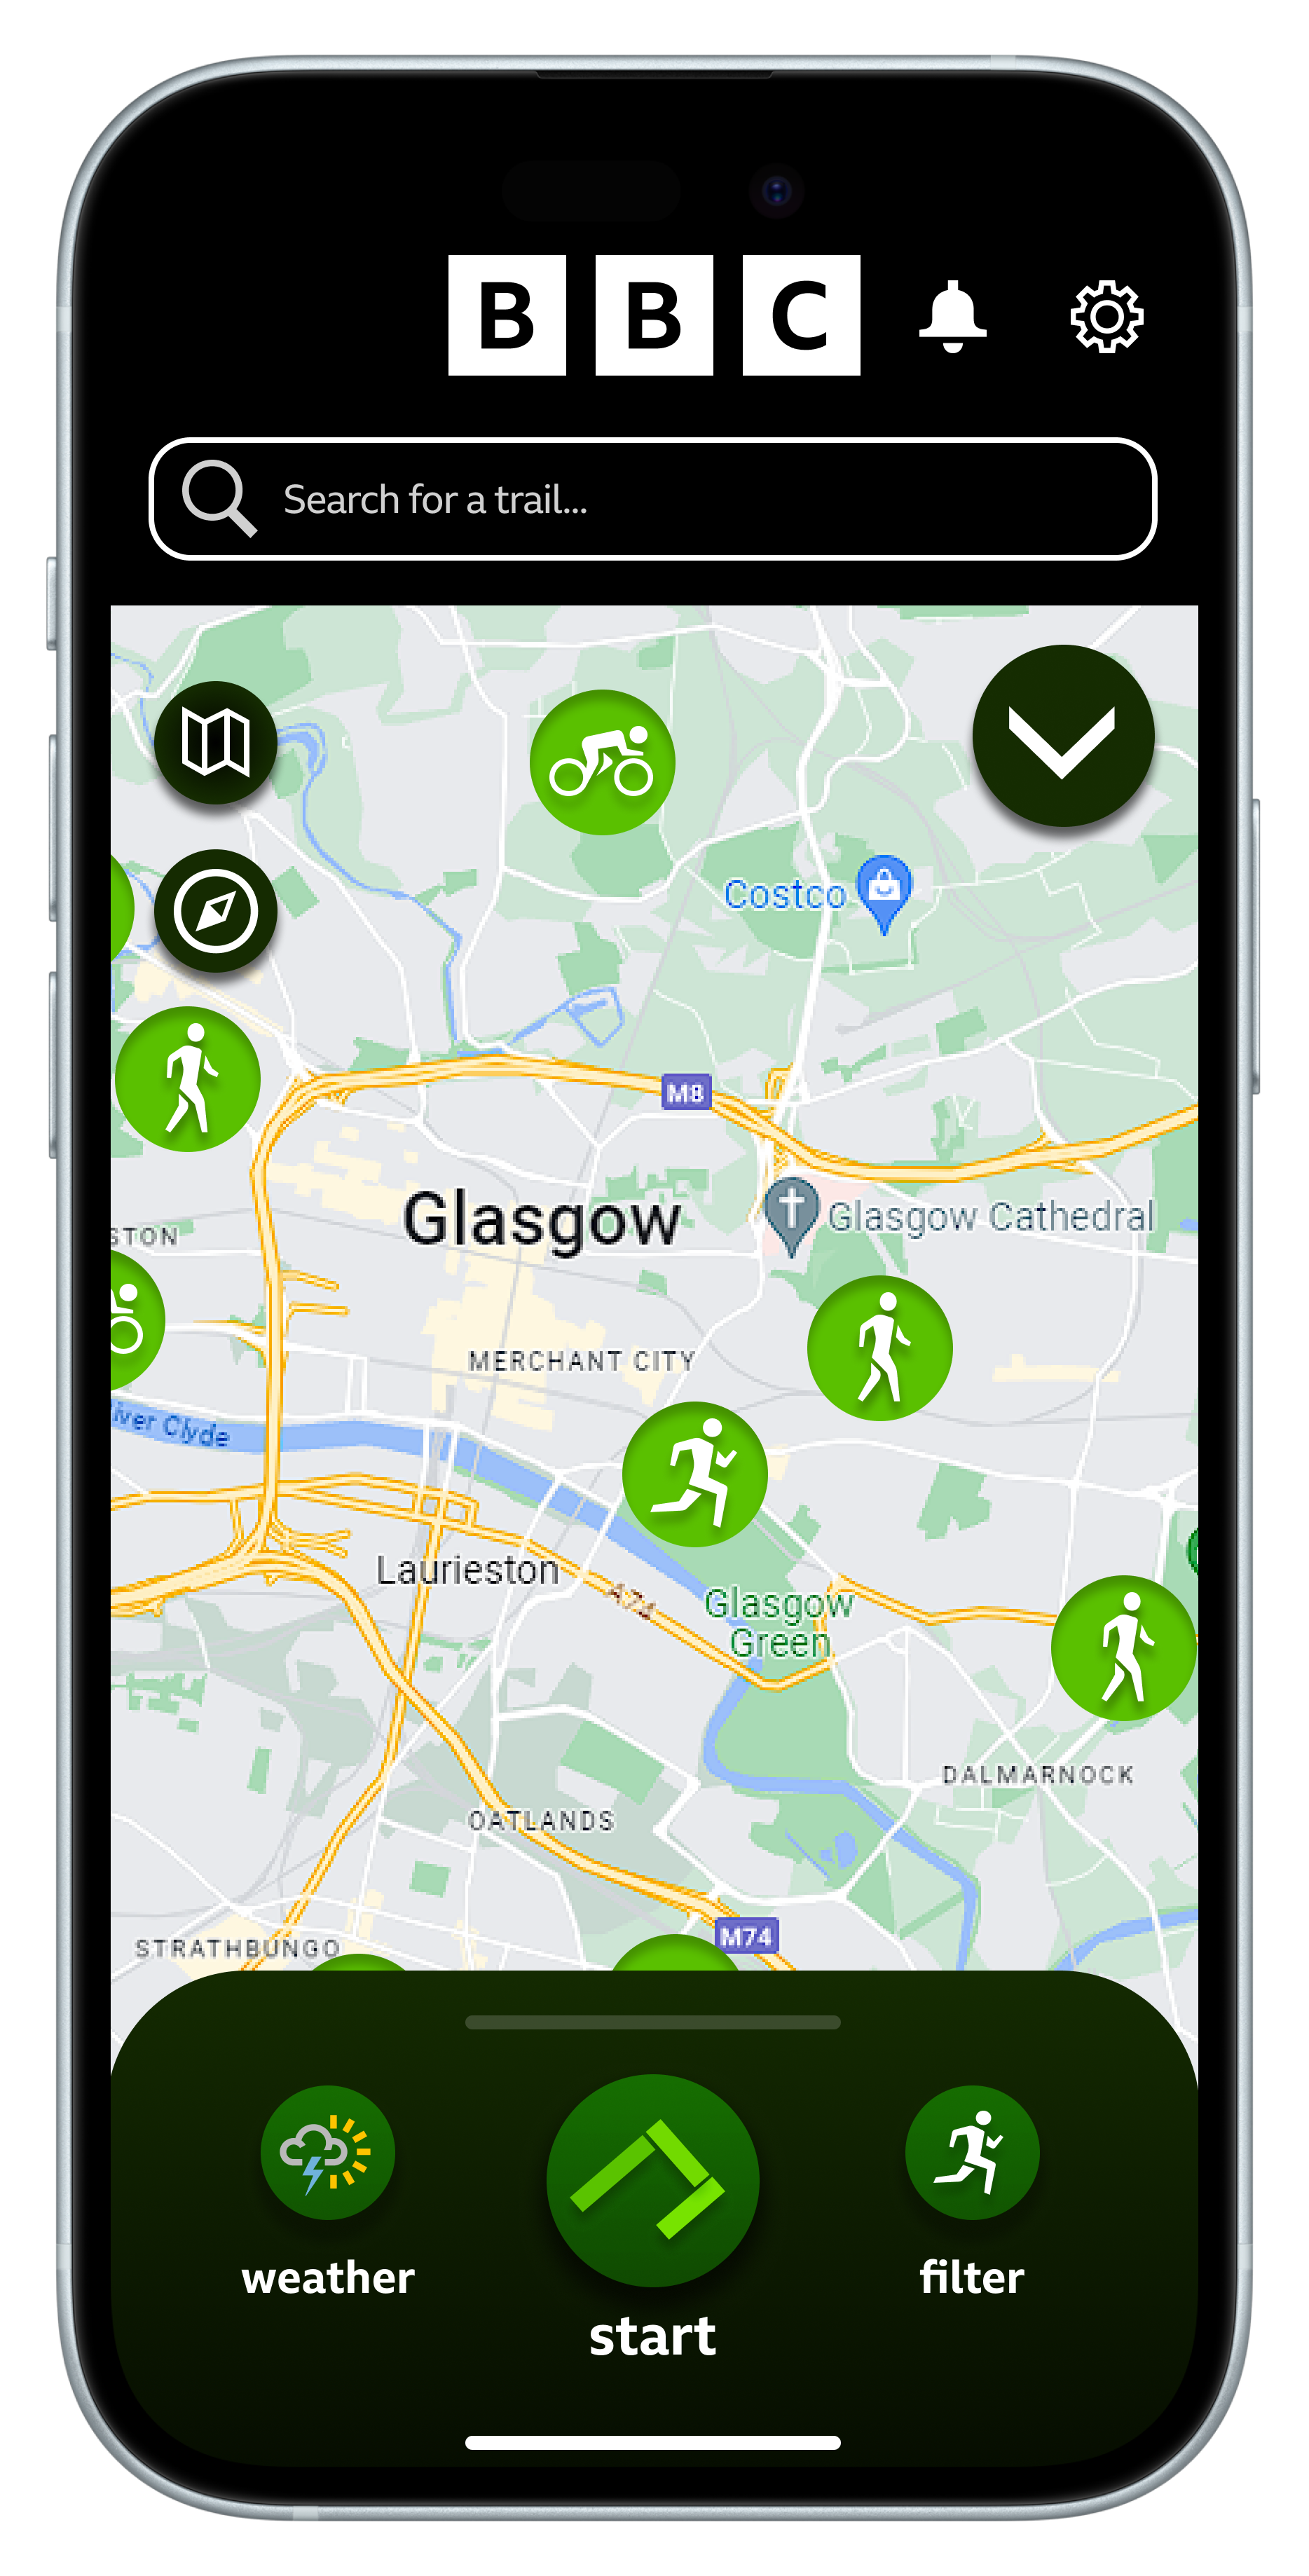 BBC
Search for a trail...
Costco
M8
Glasgow
Glasgow Cathedral
STON
MERCHANT CITY
iver Clyde
Laurieston
A74
Glasgow
Green
DALMARNOCK
OATLANDS
M74
STRATHBUNGO
weather
start
filter